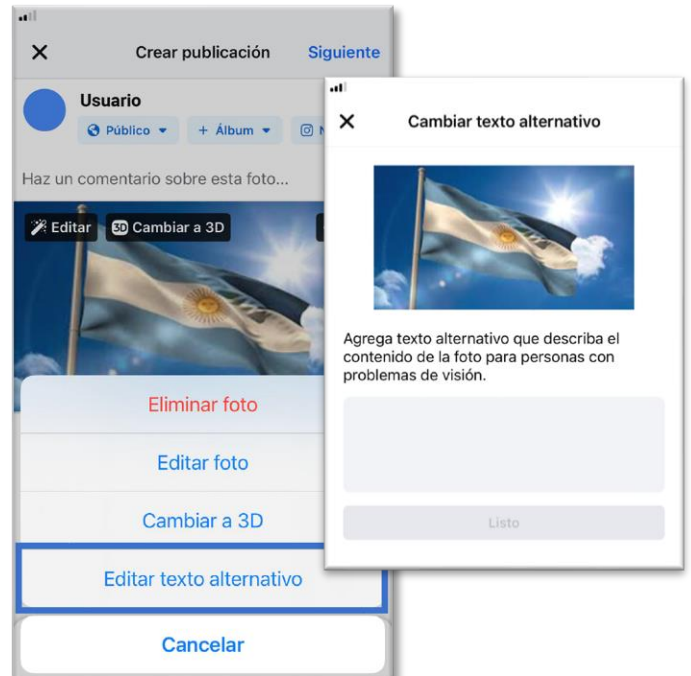 Crear publicación Siguiente
Usuario
Público + Álbum
Haz un comentario sobre esta foto...
Editar 3D Cambiar a 3D
Eliminar foto
Editar foto
Cambiar a 3D
Editar texto alternativo
Cancelar
Cambiar texto alternativo
Agrega texto alternativo que describa el
contenido de la foto para personas con
problemas de visión.
Listo